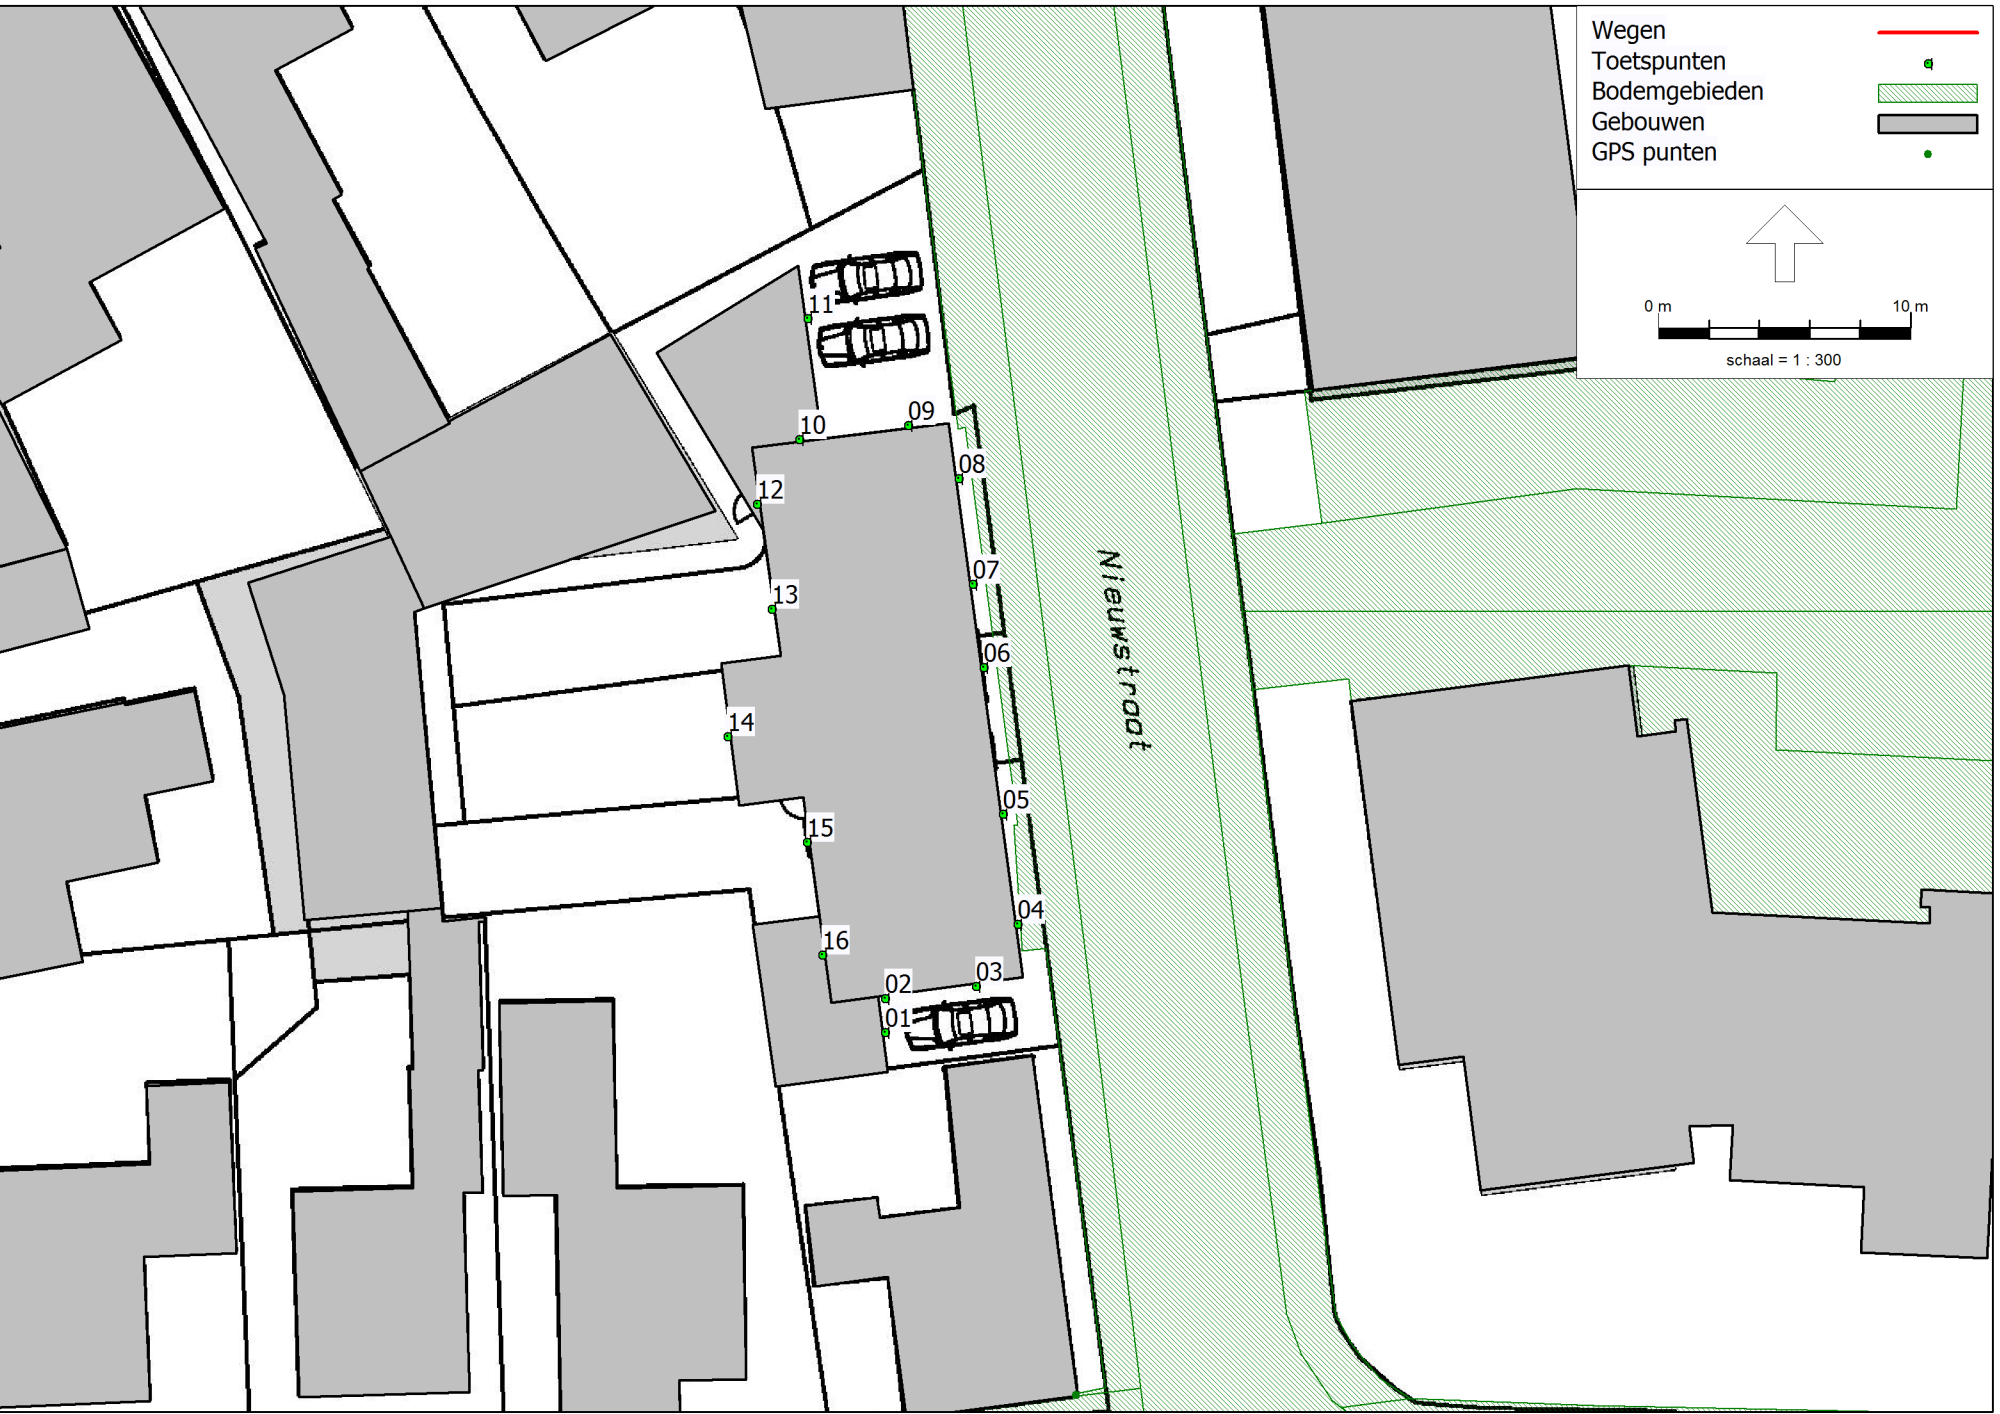 Wegen
Toetspunten
Bodemgebieden
Gebouwen
GPS punten
0 m 10 m
schaal = 1 : 300
11
10
09
08
12
07
13
06
14
05
15
04
16
03
02
01
Nieuwstraat